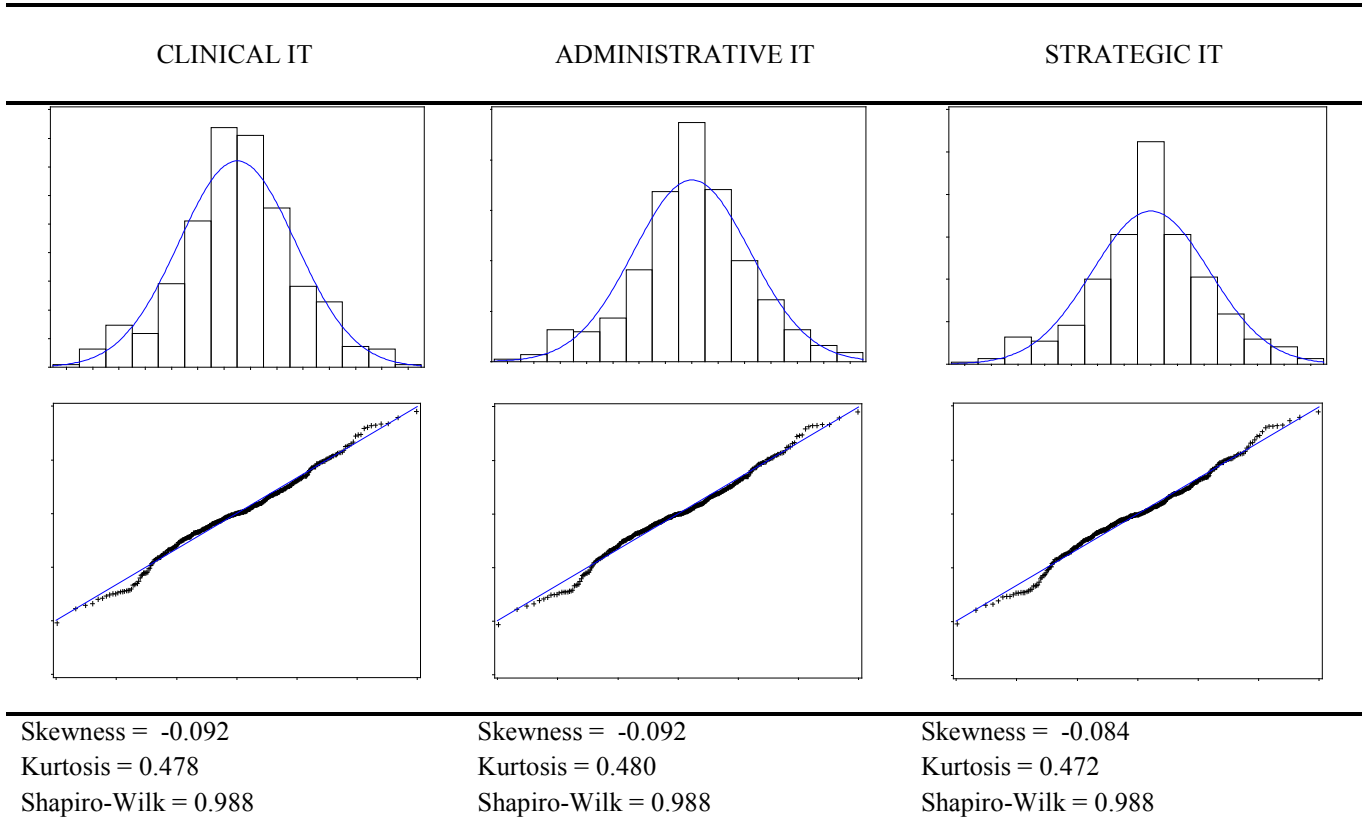 CLINICAL IT
ADMINISTRATIVE IT
STRATEGIC IT
Skewness = -0.092
Kurtosis = 0.478
Shapiro-Wilk = 0.988
Skewness = -0.092
Kurtosis = 0.480
Shapiro-Wilk = 0.988
Skewness = -0.084
Kurtosis = 0.472
Shapiro-Wilk = 0.988